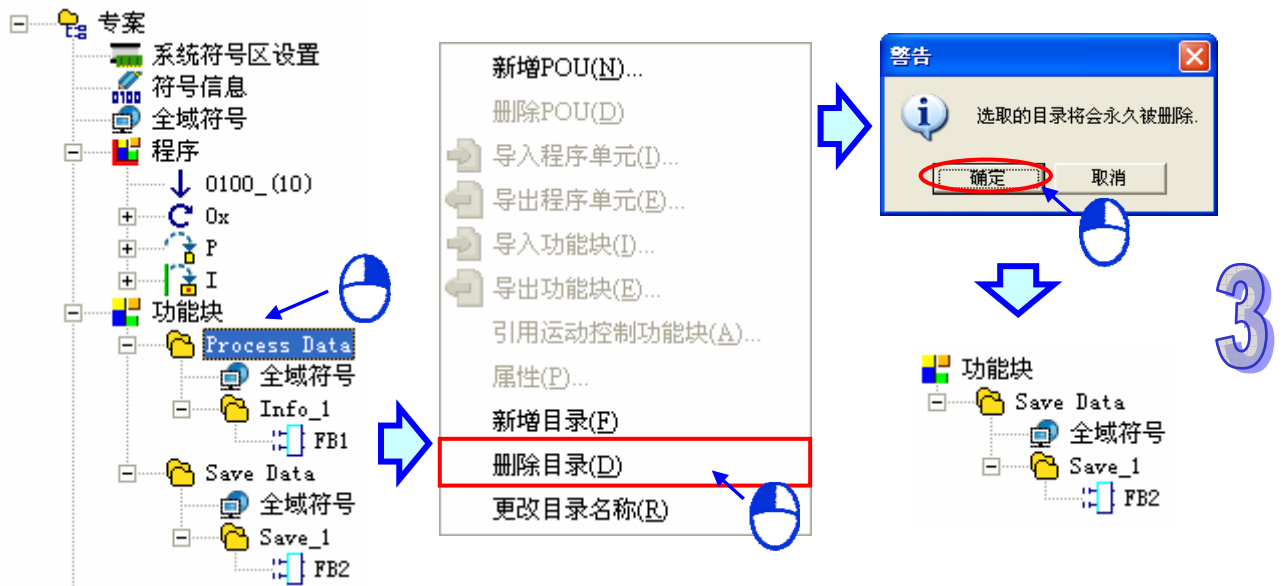 专案
系统符号区设置
符号信息
全域符号
程序
0100_(10)
Ox
P
I
功能块
Process Data
全域符号
Info_1
FB1
Save Data
全域符号
Save_1
FB2
新增POU(N)...
删除POU(D)
导入程序单元(I)...
导出程序单元(E)...
导入功能块(I)...
导出功能块(E)...
引用运动控制功能块(A)...
属性(P)...
新增目录(F)
删除目录(D)
更改目录名称(R)
警告
选取的目录将会永久被删除.
确定
取消
3
功能块
Save Data
全域符号
Save_1
FB2